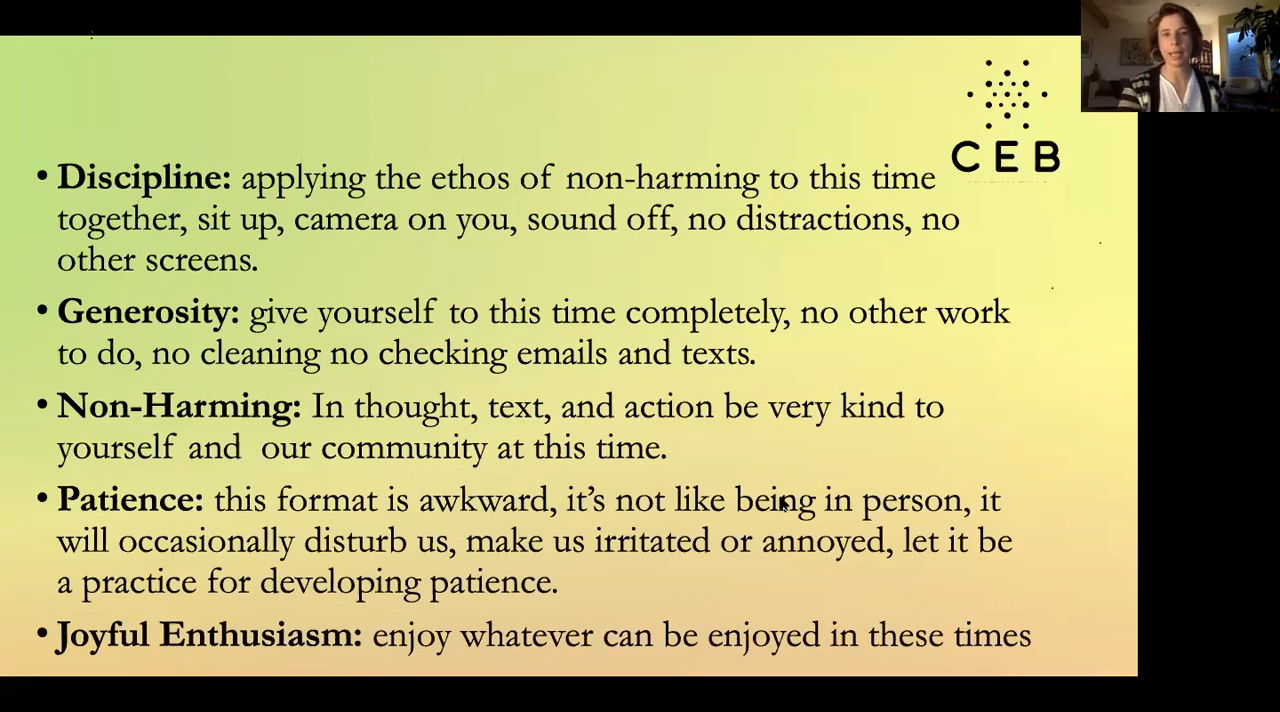 CEB
• Discipline: applying the ethos of non-harming to this time
together, sit up, camera on you, sound off, no distractions, no
other screens.
• Generosity: give yourself to this time completely, no other work
to do, no cleaning no checking emails and texts.
• Non-Harming: In thought, text, and action be very kind to
yourself and our community at this time.
• Patience: this format is awkward, it’s not like being in person, it
will occasionally disturb us, make us irritated or annoyed, let it be
a practice for developing patience.
• Joyful Enthusiasm: enjoy whatever can be enjoyed in these times